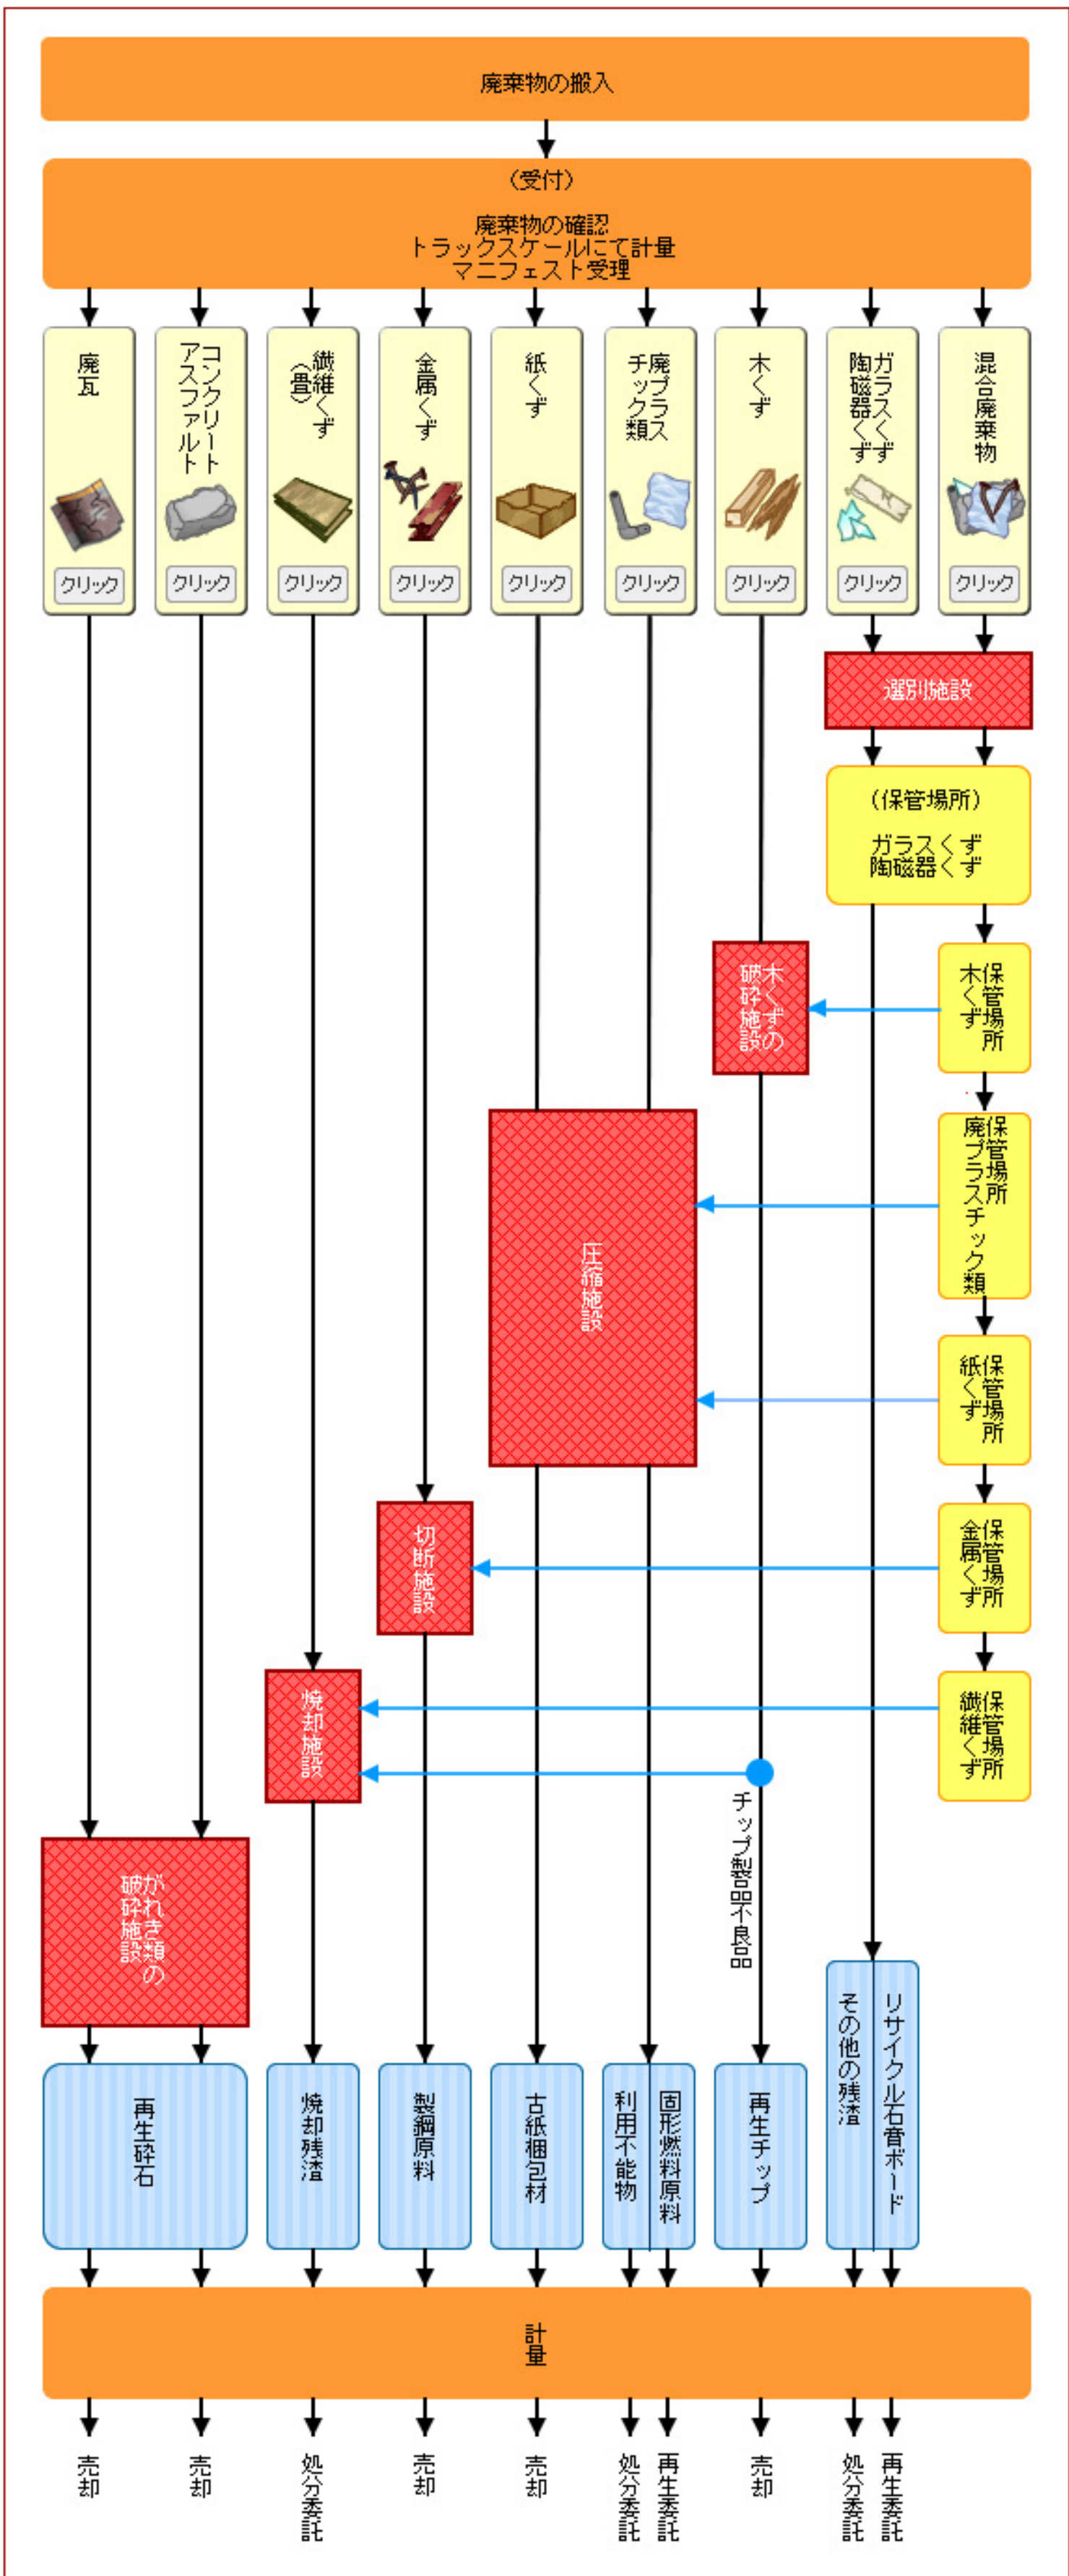 廃棄物の搬入
(受付)
廃棄物の確認
トラックスケールにて計量
マニフェスト受理
廃瓦
クリック
コンクリート
アスファルト
クリック
繊維くず
(畳)
クリック
金属くず
クリック
紙くず
クリック
廃プラス
チック類
クリック
木くず
クリック
ガラスくず
陶磁器くず
クリック
混合廃棄物
クリック
選別施設
(保管場所)
ガラスくず
陶磁器くず
木くずの
破砕施設
保管場所
木くず
保管場所
廃プラスチック類
圧縮施設
保管場所
紙くず
切断施設
保管場所
金属くず
焼却施設
保管場所
繊維くず
チップ製品不良品
がれき類の
破砕施設
再生砕石
焼却残渣
製鋼原料
古紙梱包材
利用不能物
固形燃料原料
再生チップ
その他の残渣
リサイクル石膏ボード
計量
売却
売却
処分委託
売却
売却
処分委託
再生委託
売却
処分委託
再生委託